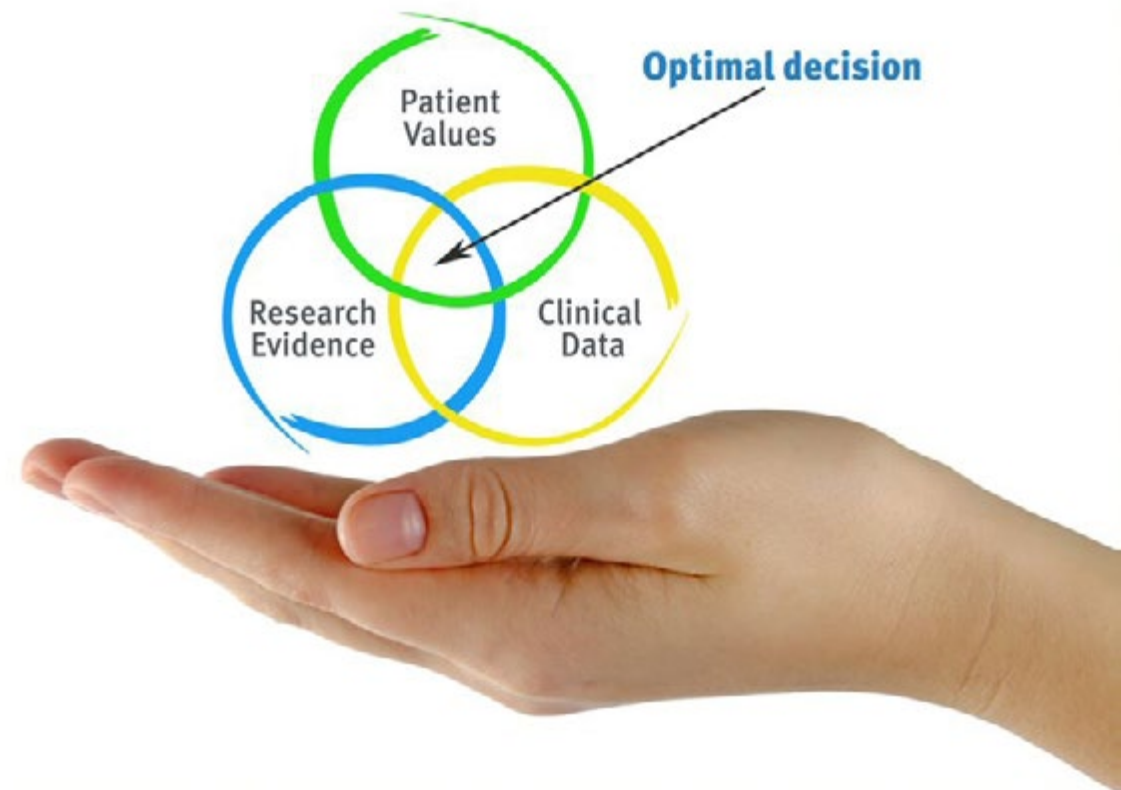 Optimal decision
Patient
Values
Research
Evidence
Clinical
Data